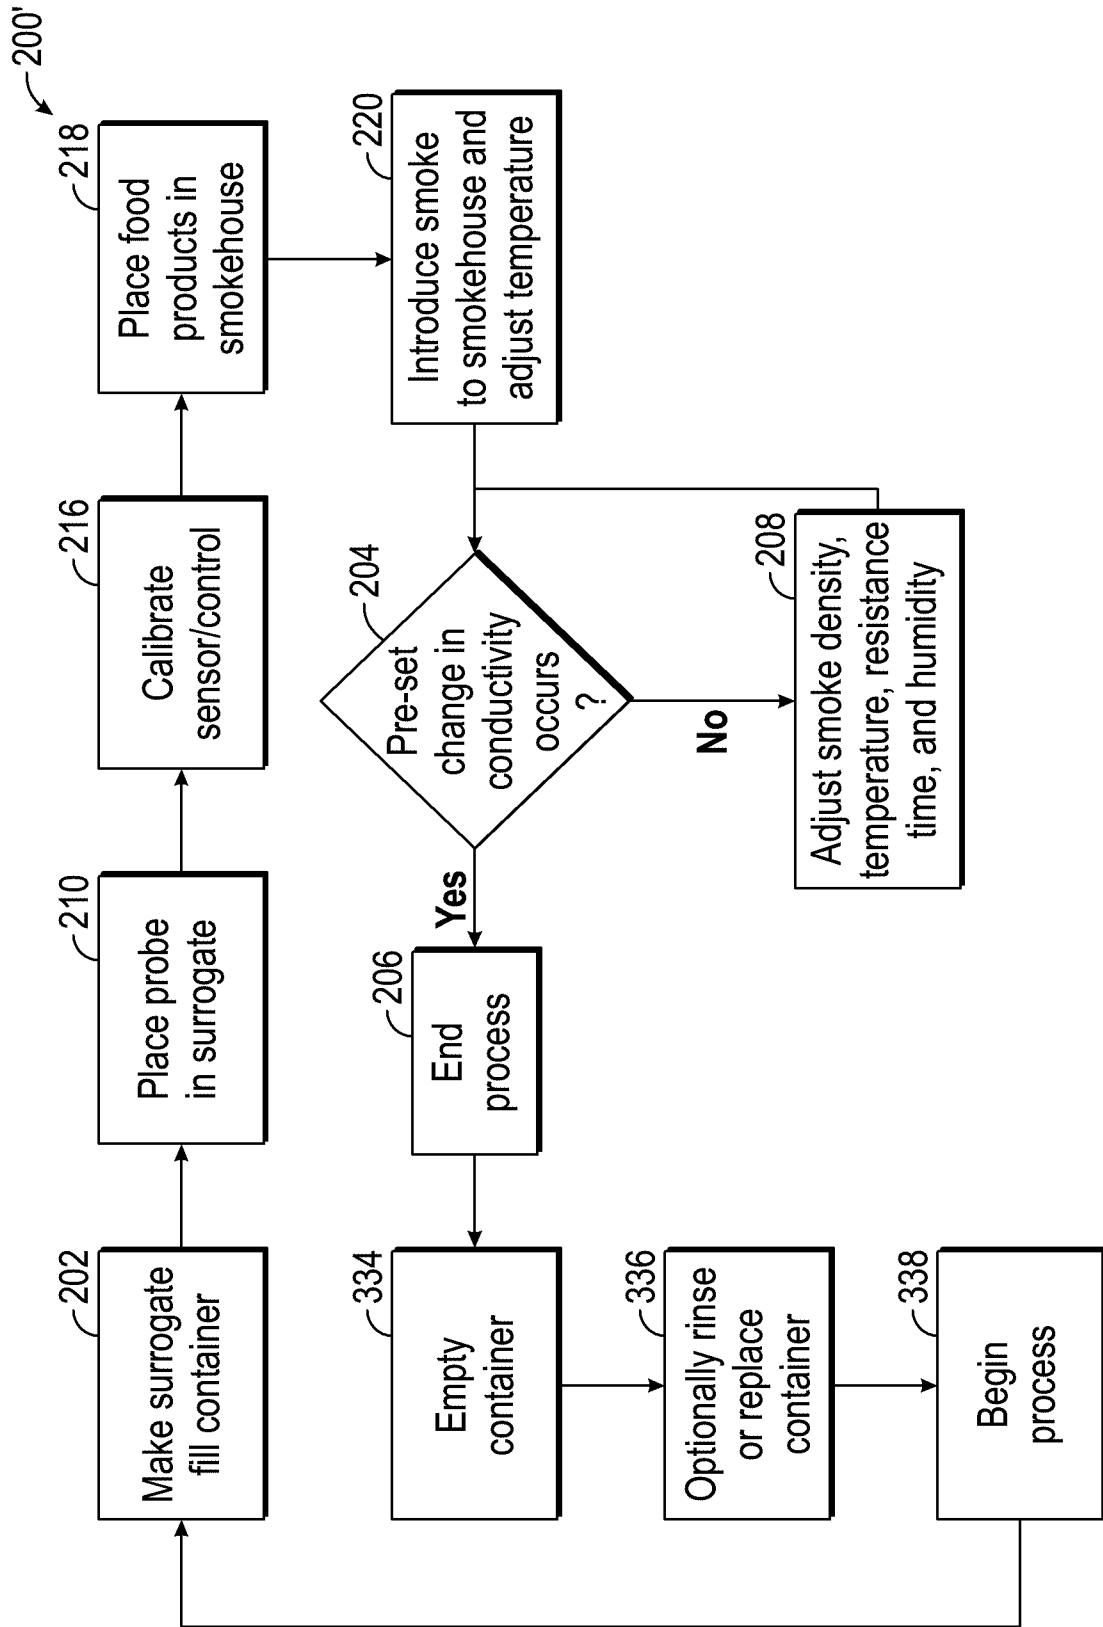 200'
202
Make surrogate
fill container
210
Place probe
in surrogate
216
Calibrate
sensor/control
218
Place food
products in
smokehouse
220
Introduce smoke
to smokehouse and
adjust temperature
204
Pre-set
change in
conductivity
occurs
?
No
208
Adjust smoke density,
temperature, resistance
time, and humidity
Yes
206
End
process
334
Empty
container
336
Optionally rinse
or replace
container
338
Begin
process